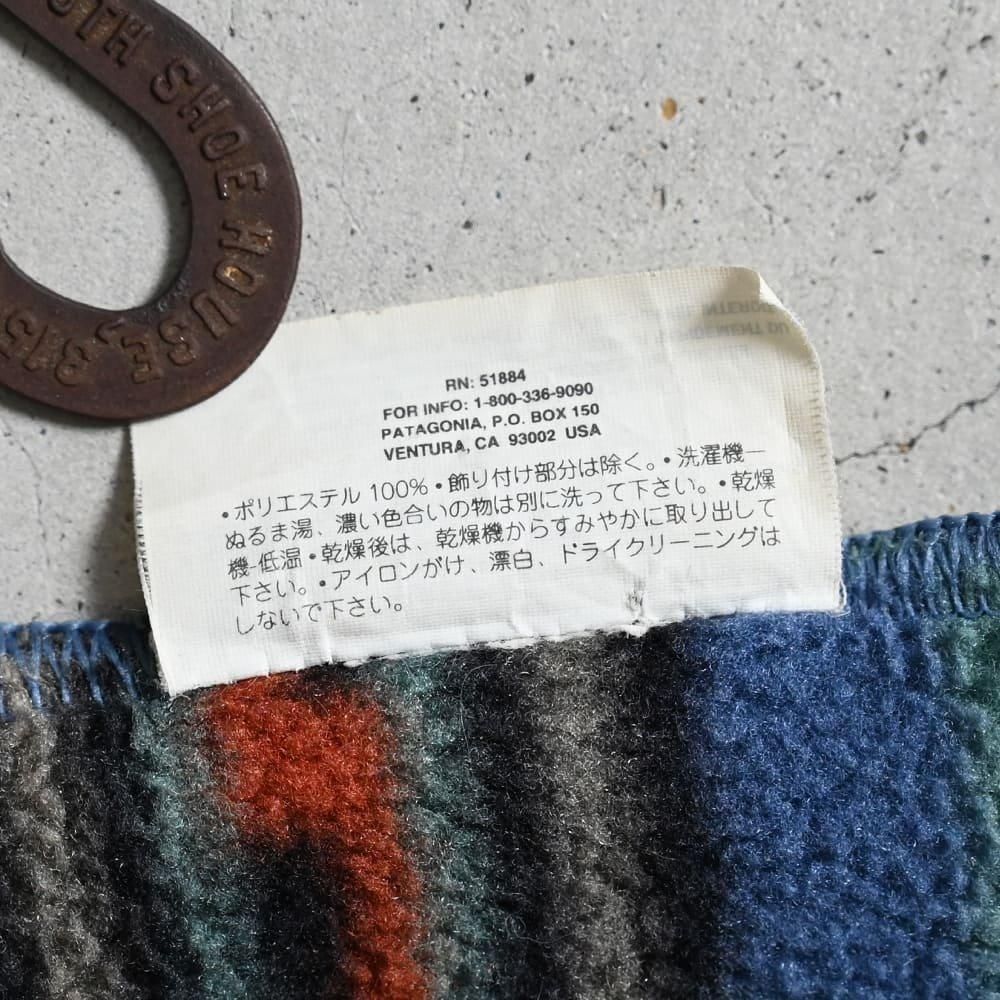 TH SHOE HOUSE, 315
RN: 51884
FOR INFO: 1-800-336-9090
PATAGONIA, P.O. BOX 150
VENTURA, CA 93002 USA
•ポリエステル 100% •飾り付け部分は除く。•洗濯機一
ぬるま湯、濃い色合いの物は別に洗って下さい。•乾燥
機-低温 •乾燥後は、乾燥機からすみやかに取り出して
下さい。•アイロンがけ、漂白、ドライクリーニングは
しないで下さい。